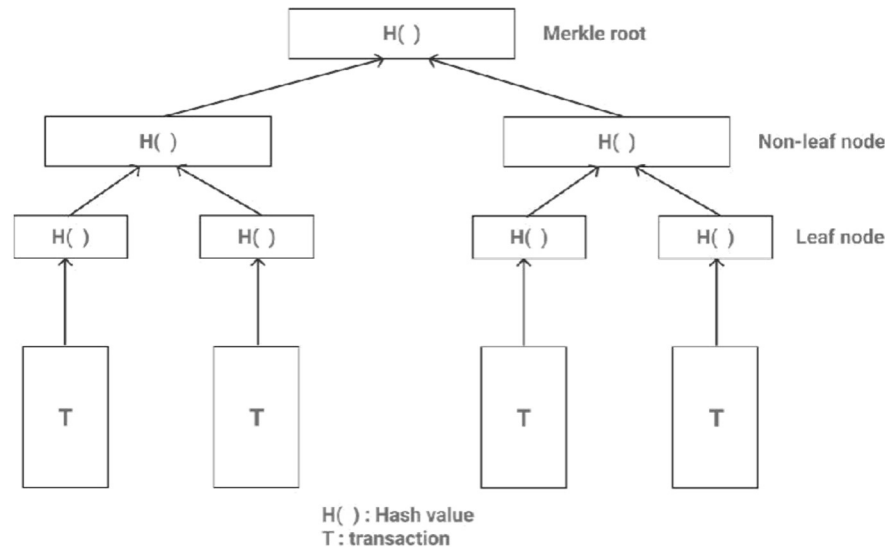 H( ) Merkle root
H( ) H( ) Non-leaf node
H( ) H( ) H( ) H( ) Leaf node
T T T T
H( ) : Hash value
T : transaction